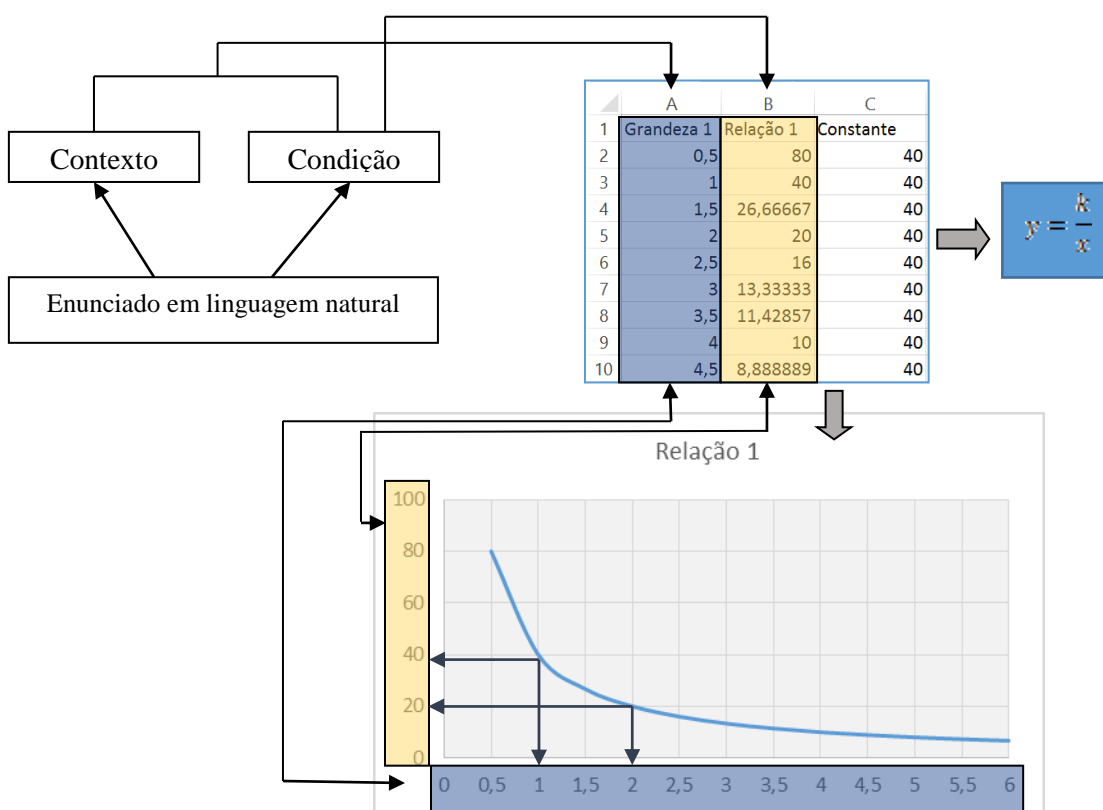 Contexto
Condição
Enunciado em linguagem natural
A B C
1 Grandeza 1 Relação 1 Constante
2 0,5 80 40
3 1 40 40
4 1,5 26,66667 40
5 2 20 40
6 2,5 16 40
7 3 13,33333 40
8 3,5 11,42857 40
9 4 10 40
10 4,5 8,888889 40
y = k/x
Relação 1
100
80
60
40
20
0
0 0,5 1 1,5 2 2,5 3 3,5 4 4,5 5 5,5 6